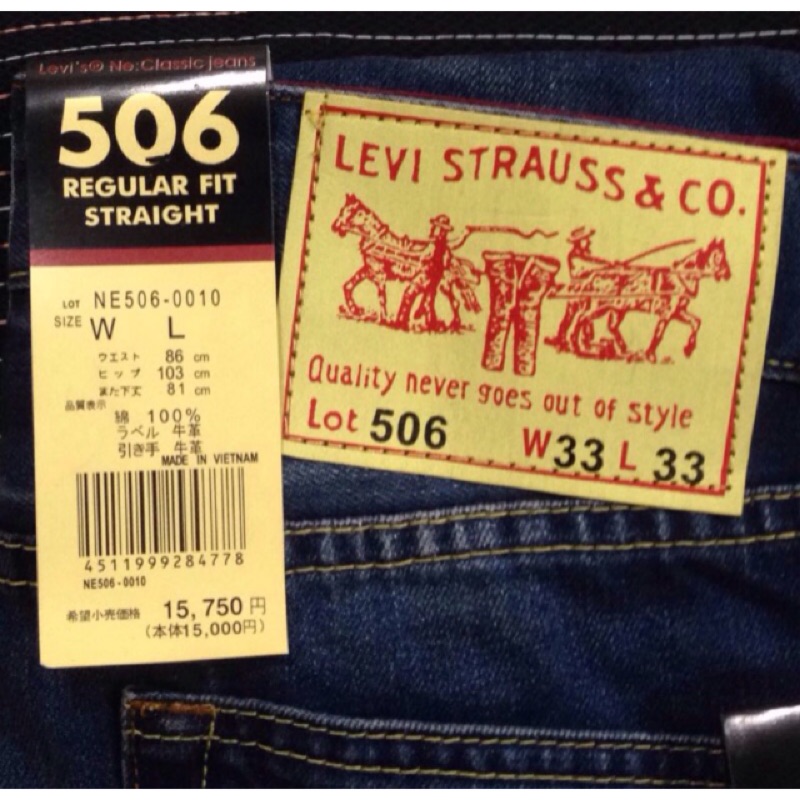 Levi's® Ne:Classic jeans
506
REGULAR FIT
STRAIGHT
LOT NE506-0010
SIZE W L
ウエスト 86 cm
ヒップ 103 cm
また下丈 81 cm
品質表示
綿 100%
ラベル 牛革
引き手 牛革
MADE IN VIETNAM
4511999284778
NE506-0010
希望小売価格 15,750円
(本体15,000円)
LEVI STRAUSS & CO.
Quality never goes out of style
Lot 506 W33 L 33